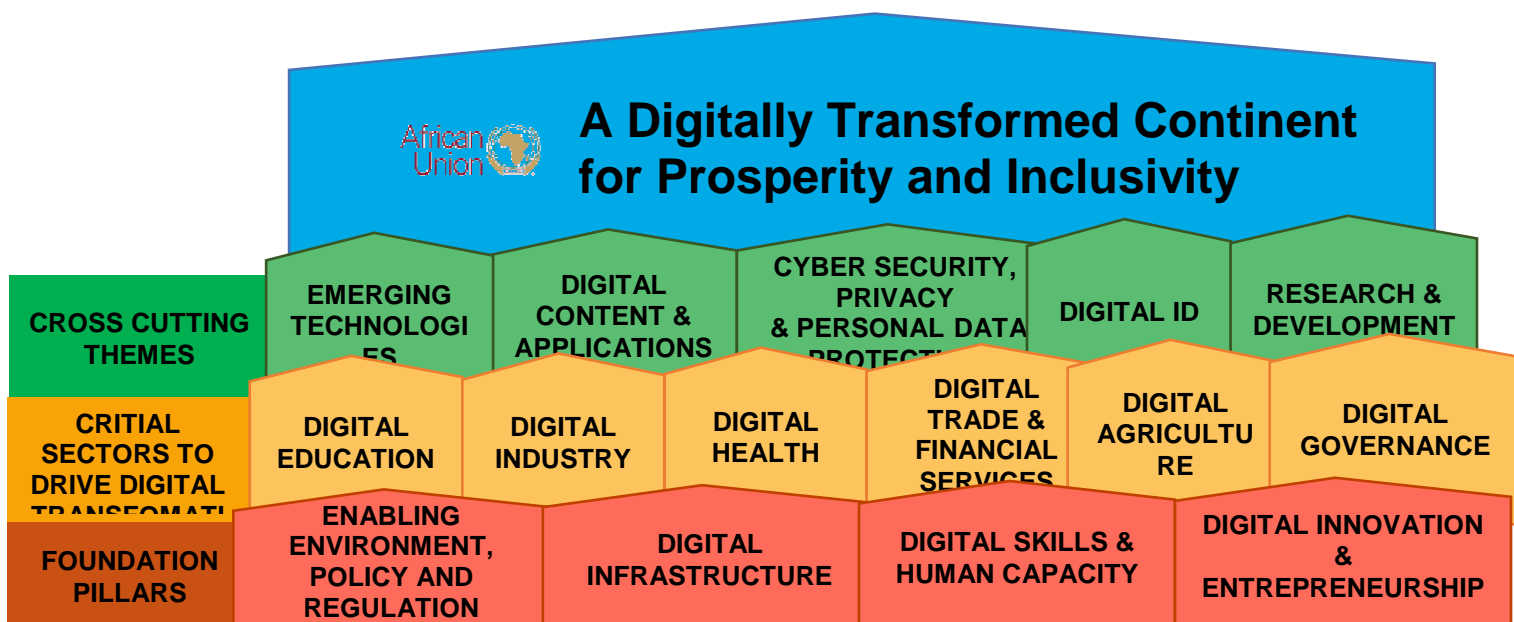 African
Union
A Digitally Transformed Continent
for Prosperity and Inclusivity
CROSS CUTTING
THEMES
EMERGING
TECHNOLOGI
ES
DIGITAL
CONTENT &
APPLICATIONS
CYBER SECURITY,
PRIVACY
& PERSONAL DATA
DIGITAL ID
RESEARCH &
DEVELOPMENT
CRITIAL
SECTORS TO
DRIVE DIGITAL
TRANSFOMATI
DIGITAL
EDUCATION
DIGITAL
INDUSTRY
DIGITAL
HEALTH
DIGITAL
TRADE &
FINANCIAL
SERVICES
DIGITAL
AGRICULTU
RE
DIGITAL
GOVERNANCE
FOUNDATION
PILLARS
ENABLING
ENVIRONMENT,
POLICY AND
REGULATION
DIGITAL
INFRASTRUCTURE
DIGITAL SKILLS &
HUMAN CAPACITY
DIGITAL INNOVATION
&
ENTREPRENEURSHIP